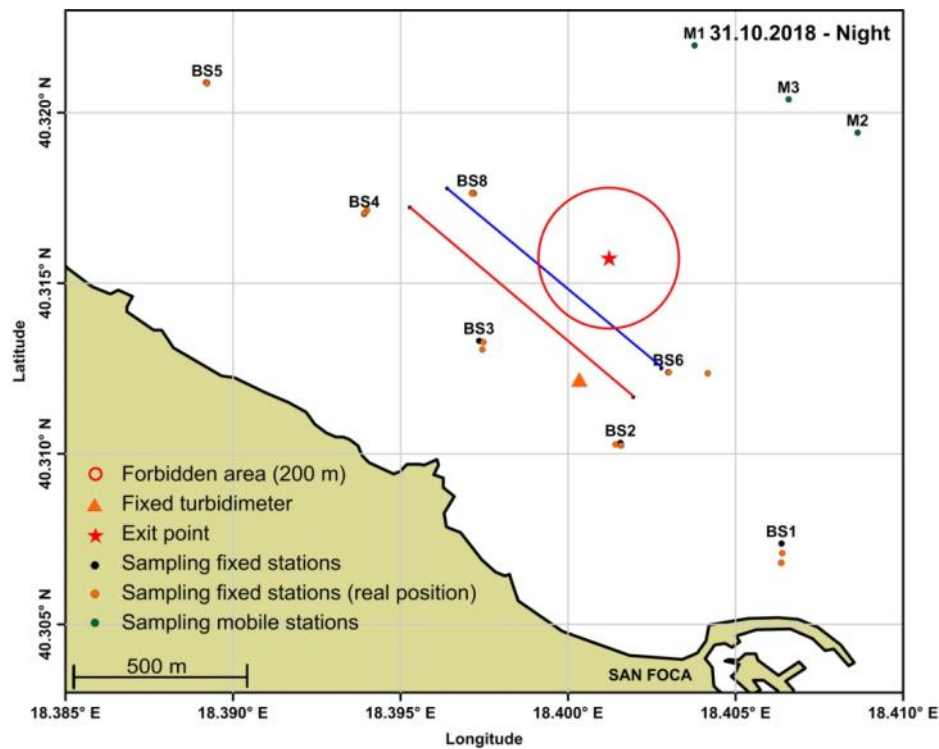 M1 31.10.2018 - Night
BS5
M3
M2
40.320° N
BS8
BS4
40.315° N
BS3
BS6
Latitude
BS2
40.310° N
Forbidden area (200 m)
Fixed turbidimeter
Exit point
BS1
Sampling fixed stations
Sampling fixed stations (real position)
40.305° N
Sampling mobile stations
500 m
SAN FOCA
18.385° E 18.390° E 18.395° E 18.400° E 18.405° E 18.410° E
Longitude